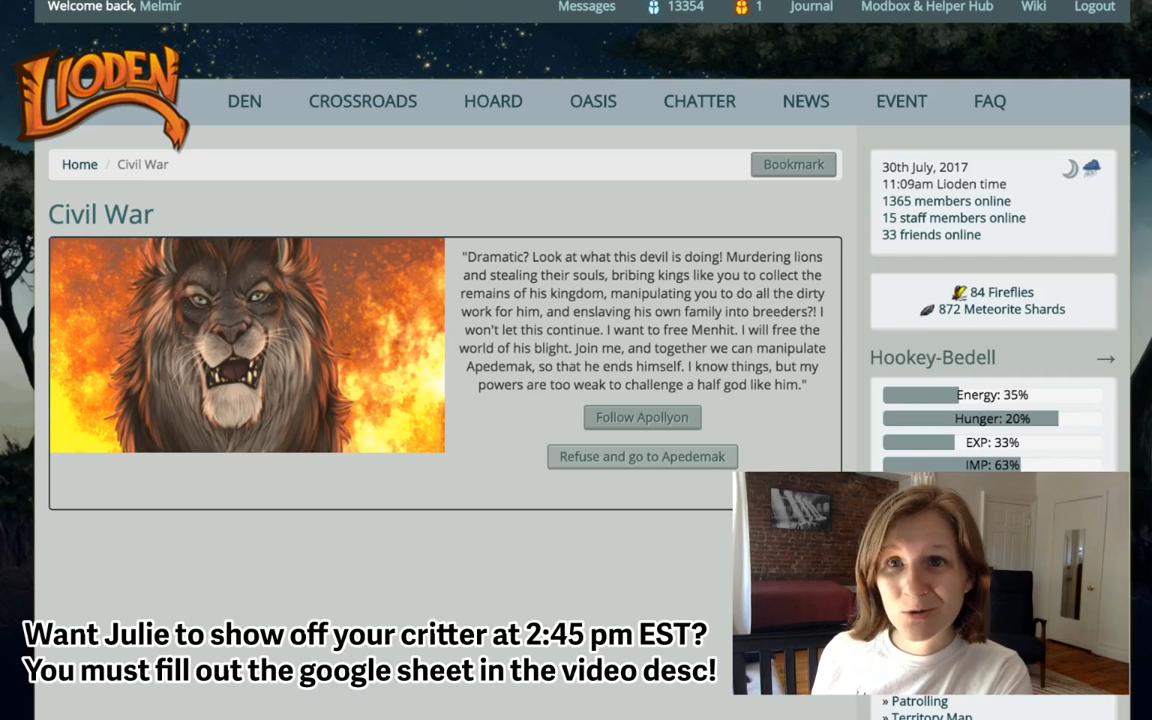 Welcome back, Melmir
Messages 13354 1 Journal Modbox & Helper Hub Wiki Logout
LIODEN
DEN CROSSROADS HOARD OASIS CHATTER NEWS EVENT FAQ
Home / Civil War
Bookmark
Civil War
"Dramatic? Look at what this devil is doing! Murdering lions
and stealing their souls, bribing kings like you to collect the
remains of his kingdom, manipulating you to do all the dirty
work for him, and enslaving his own family into breeders?! I
won't let this continue. I want to free Menhit. I will free the
world of his blight. Join me, and together we can manipulate
Apedemak, so that he ends himself. I know things, but my
powers are too weak to challenge a half god like him."
Follow Apollyon
Refuse and go to Apedemak
30th July, 2017
11:09am Lioden time
1365 members online
15 staff members online
33 friends online
84 Fireflies
872 Meteorite Shards
Hookey-Bedell →
Energy: 35%
Hunger: 20%
EXP: 33%
IMP: 63%
Want Julie to show off your critter at 2:45 pm EST?
You must fill out the google sheet in the video desc!
» Patrolling
» Territory Map